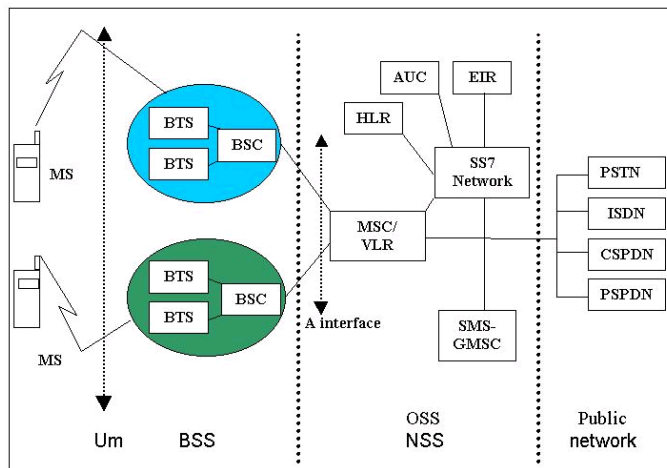 AUC
EIR
HLR
BTS
BTS
BSC
SS7
Network
MS
PSTN
ISDN
CSPDN
PSPDN
MSC/
VLR
BTS
BTS
BSC
A interface
SMS-
GMSC
MS
Um
BSS
OSS
NSS
Public
network